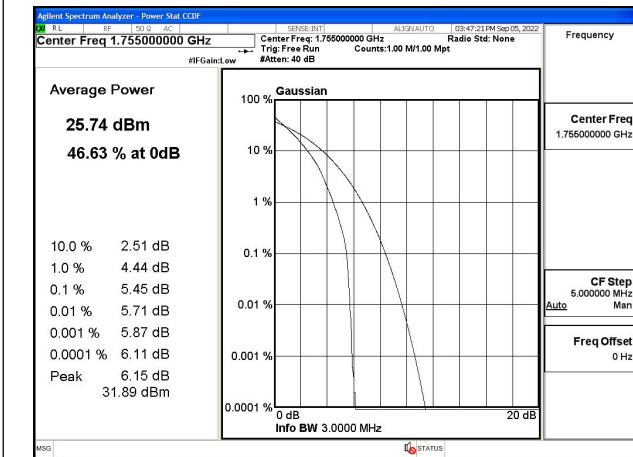 Agilent Spectrum Analyzer - Power Stat CCDF
RL RF 50 Ω AC SENSE:INT ALIGNAUTO 03:47:21 PM Sep 05, 2022
Center Freq 1.755000000 GHz
Center Freq: 1.755000000 GHz Radio Std: None
Trig: Free Run Counts:1.00 M/1.00 Mpt
#IFGain:Low #Atten: 40 dB
Frequency
Average Power
25.74 dBm
46.63 % at 0dB
10.0 % 2.51 dB
1.0 % 4.44 dB
0.1 % 5.45 dB
0.01 % 5.71 dB
0.001 % 5.87 dB
0.0001 % 6.11 dB
Peak 6.15 dB
31.89 dBm
Gaussian
100 %
10 %
1 %
0.1 %
0.01 %
0.001 %
0.0001 %
0 dB 20 dB
Info BW 3.0000 MHz
Center Freq
1.755000000 GHz
CF Step
5.000000 MHz
Auto Man
Freq Offset
0 Hz
MSG STATUS